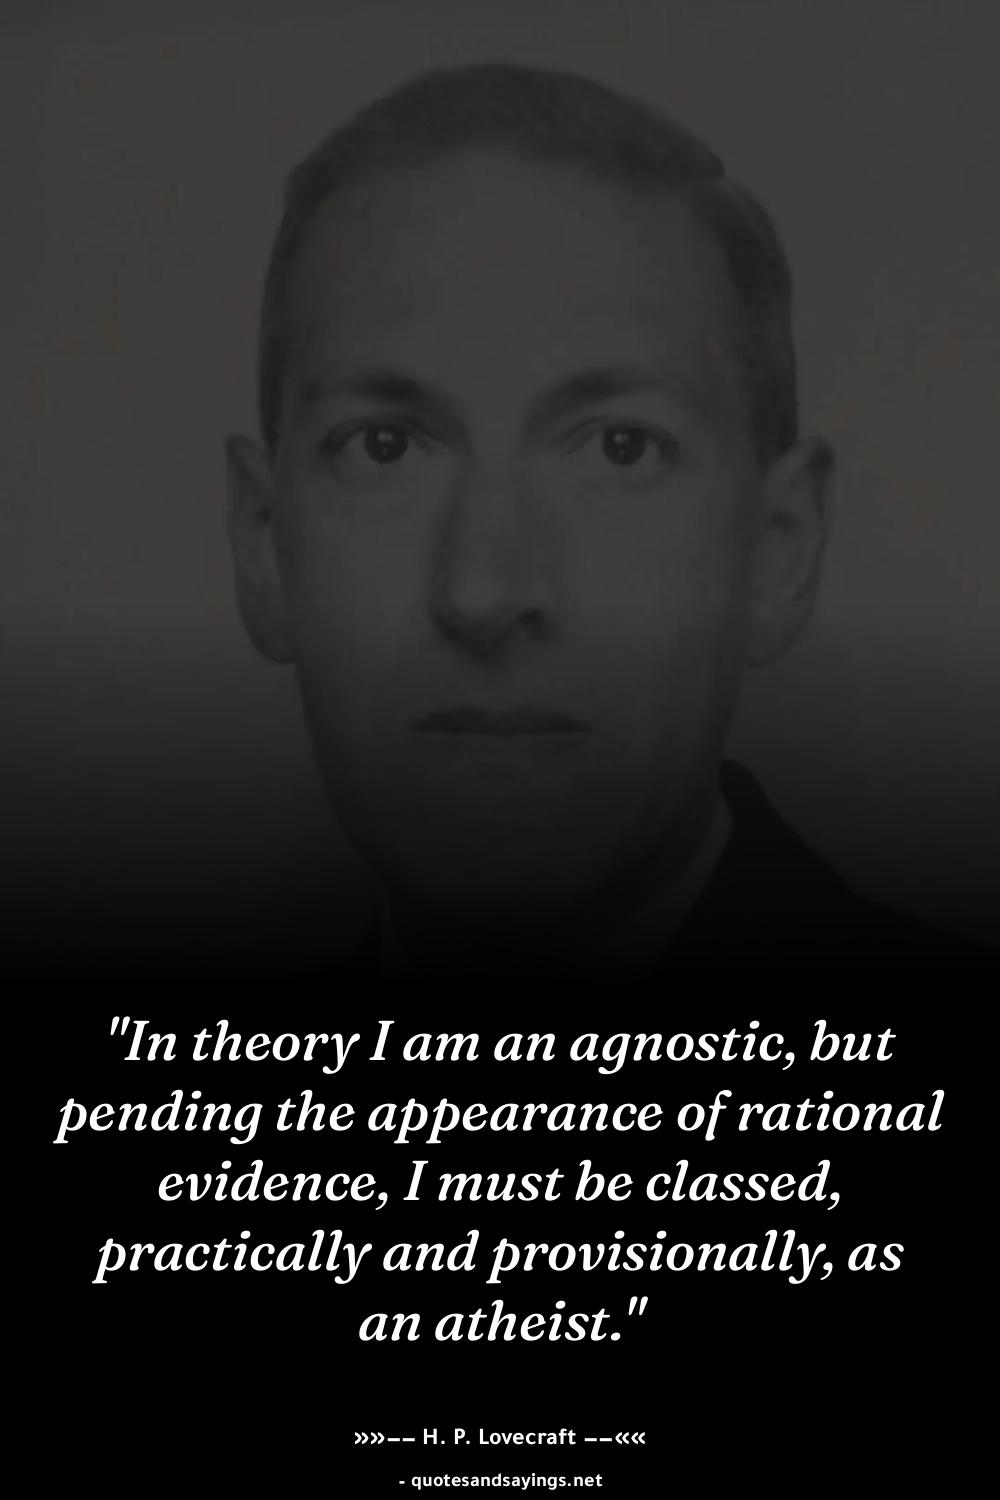 "In theory I am an agnostic, but
pending the appearance of rational
evidence, I must be classed,
practically and provisionally, as
an atheist."
»»−− H. P. Lovecraft −−««
- quotesandsayings.net